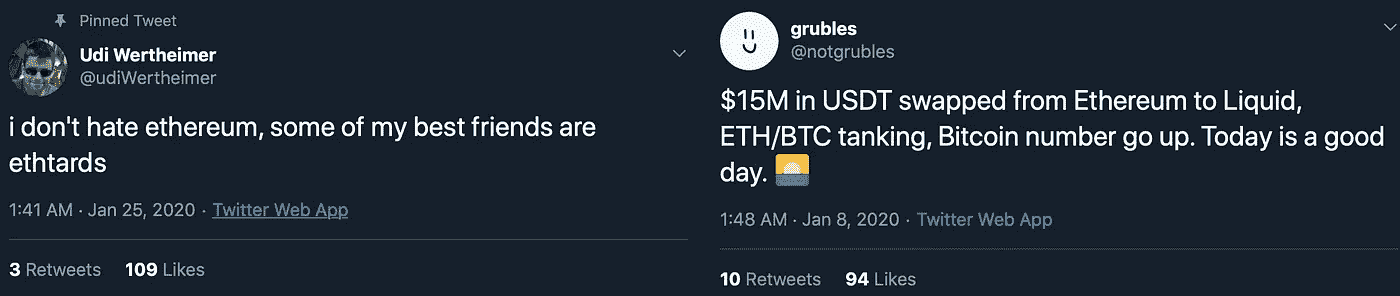 Pinned Tweet
Udi Wertheimer
@udiWertheimer
i don't hate ethereum, some of my best friends are
ethtards
1:41 AM · Jan 25, 2020 · Twitter Web App
3 Retweets 109 Likes
grubles
@notgrubles
$15M in USDT swapped from Ethereum to Liquid,
ETH/BTC tanking, Bitcoin number go up. Today is a good
day. 🌅
1:48 AM · Jan 8, 2020 · Twitter Web App
10 Retweets 94 Likes